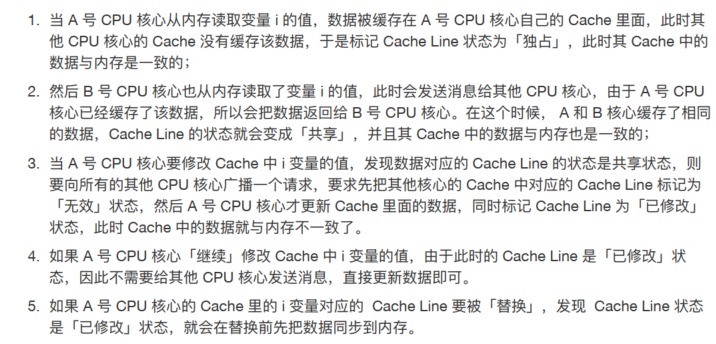 1. 当 A 号 CPU 核心从内存读取变量 i 的值，数据被缓存在 A 号 CPU 核心自己的 Cache 里面，此时其
他 CPU 核心的 Cache 没有缓存该数据，于是标记 Cache Line 状态为「独占」，此时其 Cache 中的
数据与内存是一致的；
2. 然后 B 号 CPU 核心也从内存读取了变量 i 的值，此时会发送消息给其他 CPU 核心，由于 A 号 CPU
核心已经缓存了该数据，所以会把数据返回给 B 号 CPU 核心。在这个时候， A 和 B 核心缓存了相同
的数据，Cache Line 的状态就会变成「共享」，并且其 Cache 中的数据与内存也是一致的；
3. 当 A 号 CPU 核心要修改 Cache 中 i 变量的值，发现数据对应的 Cache Line 的状态是共享状态，则
要向所有的其他 CPU 核心广播一个请求，要求先把其他核心的 Cache 中对应的 Cache Line 标记为
「无效」状态，然后 A 号 CPU 核心才更新 Cache 里面的数据，同时标记 Cache Line 为「已修改」
状态，此时 Cache 中的数据就与内存不一致了。
4. 如果 A 号 CPU 核心「继续」修改 Cache 中 i 变量的值，由于此时的 Cache Line 是「已修改」状
态，因此不需要给其他 CPU 核心发送消息，直接更新数据即可。
5. 如果 A 号 CPU 核心的 Cache 里的 i 变量对应的 Cache Line 要被「替换」，发现 Cache Line 状态
是「已修改」状态，就会在替换前先把数据同步到内存。